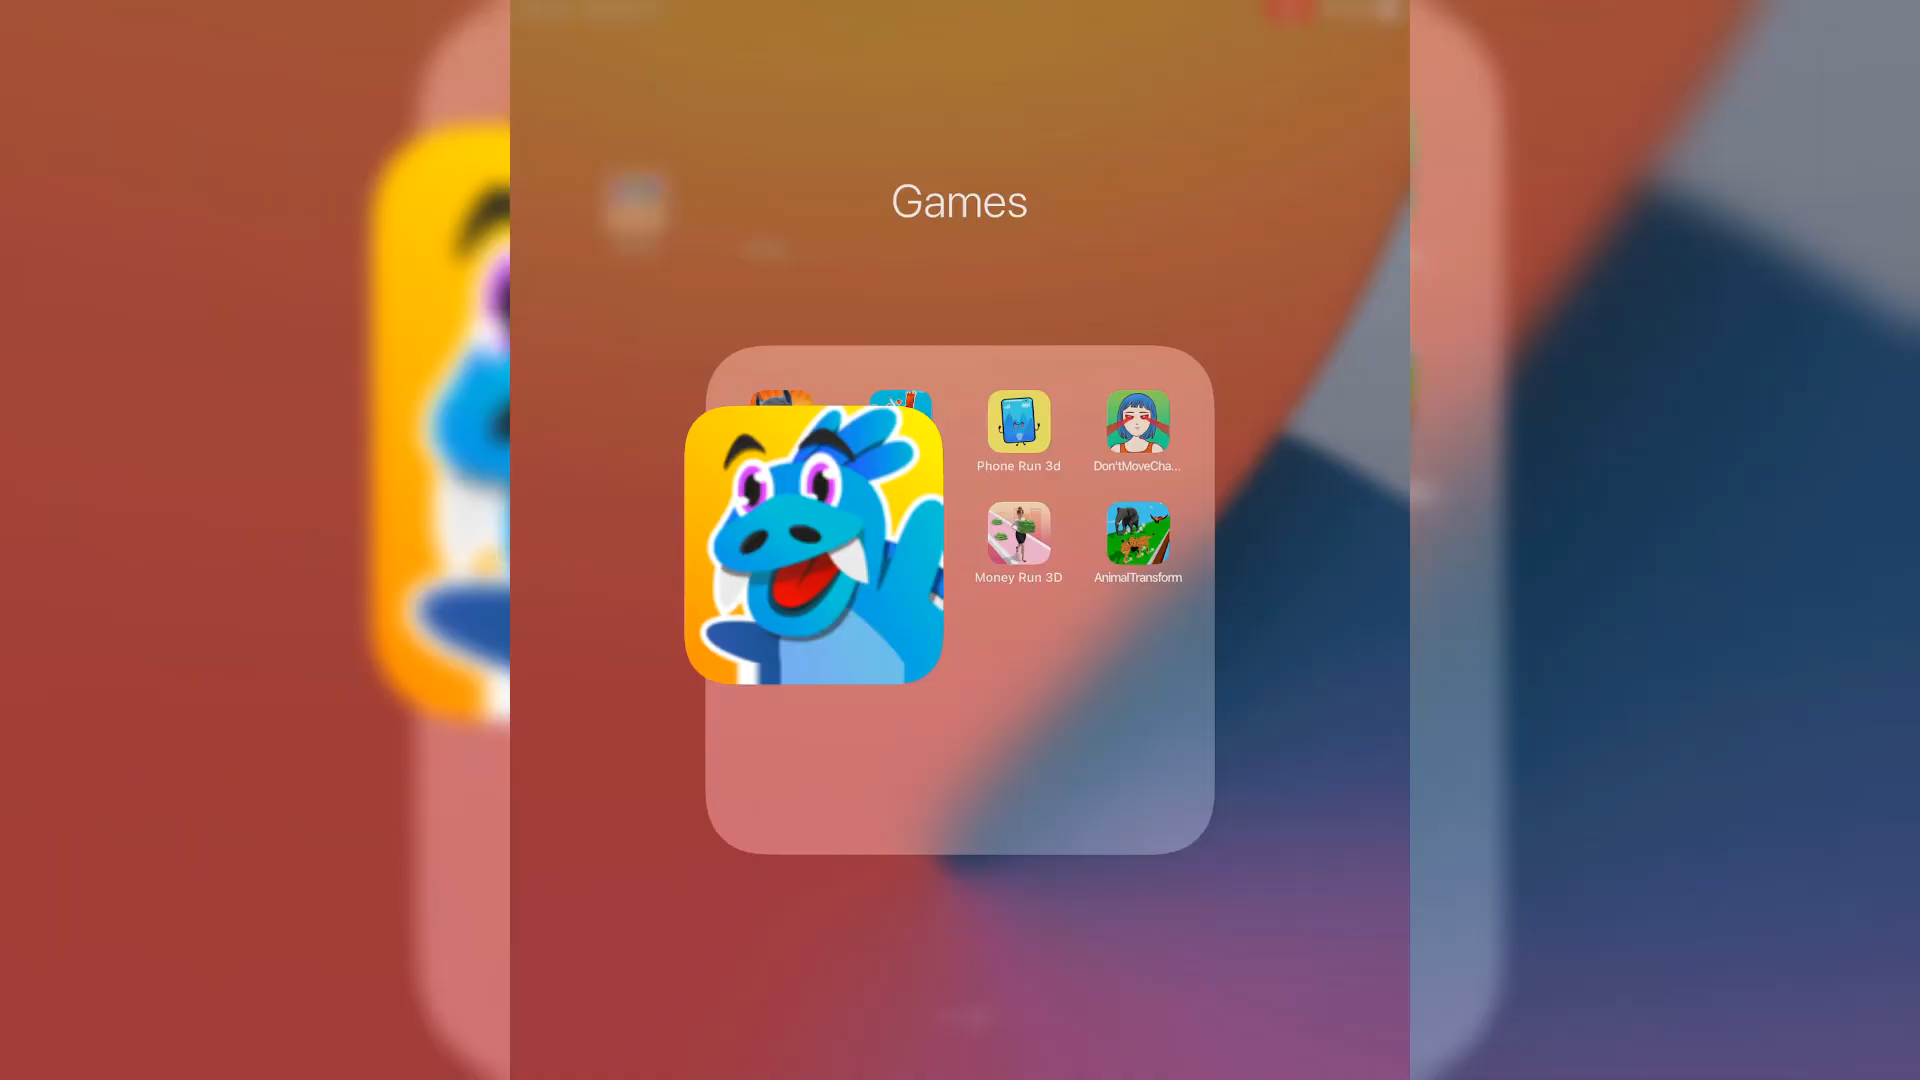 Games
Phone Run 3d
Don'tMoveCha...
Money Run 3D
AnimalTransform